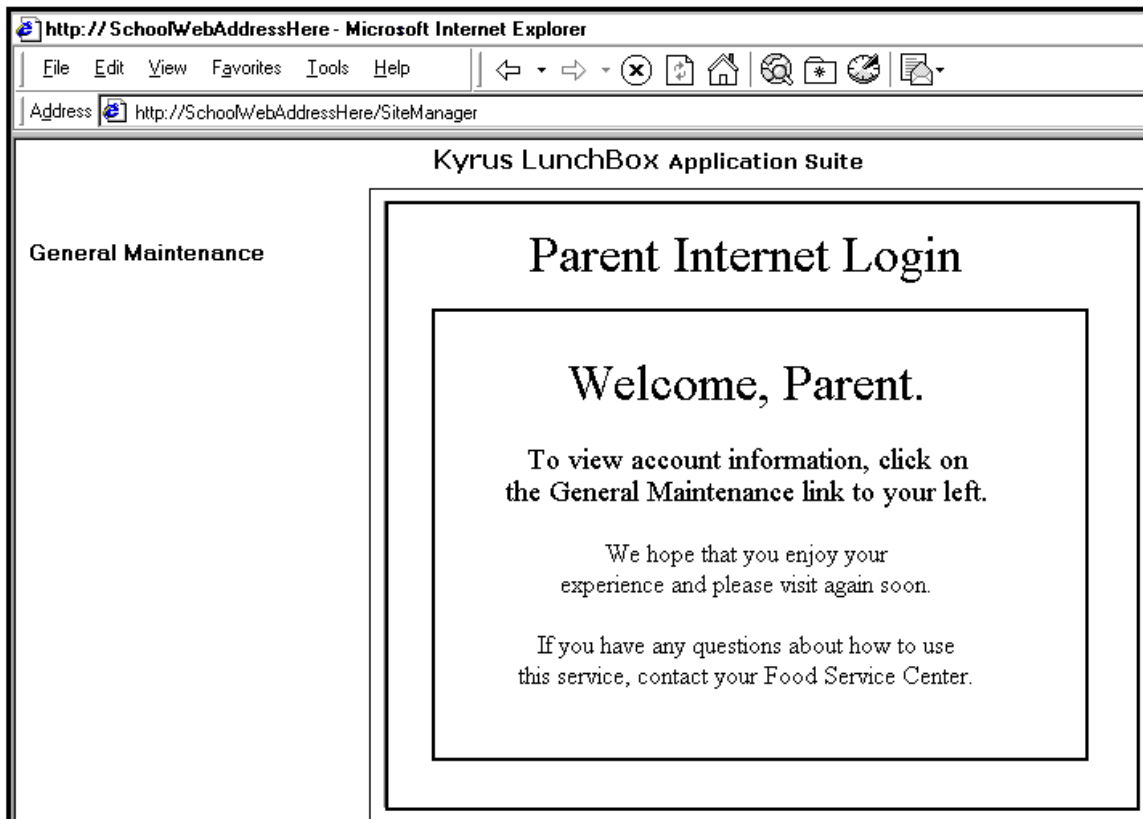 http://SchoolWebAddressHere - Microsoft Internet Explorer
File Edit View Favorites Tools Help
Address http://SchoolWebAddressHere/SiteManager
Kyrus LunchBox Application Suite
General Maintenance
Parent Internet Login
Welcome, Parent.
To view account information, click on
the General Maintenance link to your left.
We hope that you enjoy your
experience and please visit again soon.
If you have any questions about how to use
this service, contact your Food Service Center.